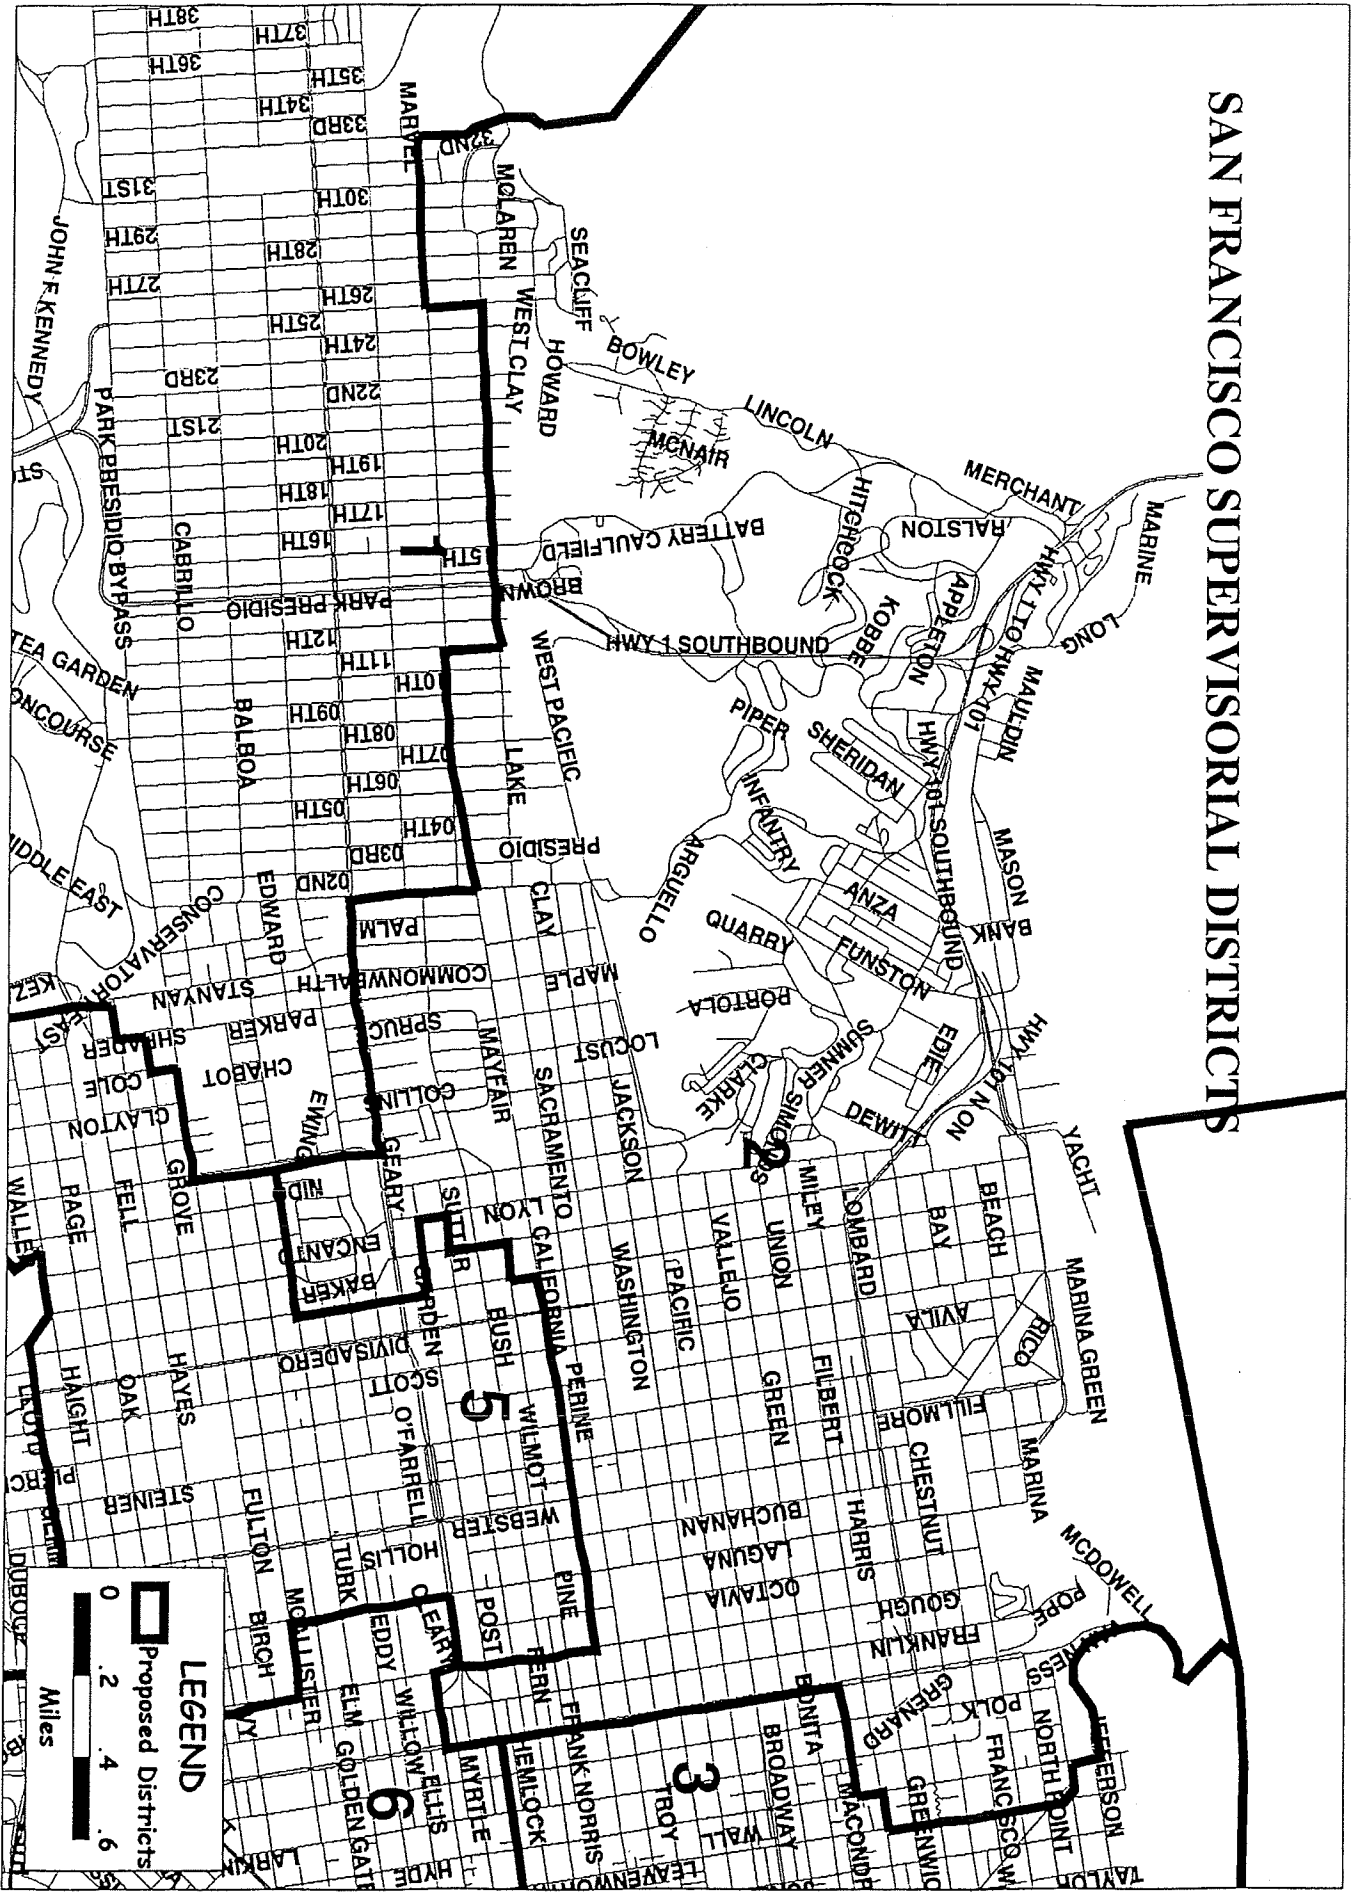 SAN FRANCISCO SUPERVISORIAL DISTRICTS
MARINE
MERCHANT
LONG
RALSTON
HWY 1 TO HWY 101
MAULDIN
LINCOLN
HITCHCOCK
APPLETON
KOBBE
BATTERY CAULFIELD
HWY 1 SOUTHBOUND
HWY 101 SOUTHBOUND
MASON
BANK
BOWLEY
MCNAIR
SEACLIFF
HOWARD
WEST CLAY
MCLAREN
32ND
BROWN
PIPER
SHERIDAN
INFANTRY
ANZA
FUNSTON
QUARRY
ARGUELLO
PORTOLA
SUMNER
EDIE
HWY 101 N ON
CLARKE
SIMONDS
DEWITT
YACHT
2
MILEY
LOMBARD
BAY
BEACH
MARINA GREEN
AVILA
RICO
FILLMORE
MARINA
CHESTNUT
MCDOWELL
POPE
VAN NESS
JEFFERSON
GOUGH
FRANKLIN
POLK
GRENARD
NORTH POINT
FRANCISCO
TAYLOR
HARRIS
BUCHANAN
LAGUNA
OCTAVIA
BONITA
BROADWAY
MACONDR
GREENWIC
WALL
TROY
3
LEAVENWOR
FILBERT
GREEN
UNION
VALLEJO
PACIFIC
WASHINGTON
JACKSON
LOCUST
MAPLE
CLAY
PRESIDIO
WEST PACIFIC
LAKE
SACRAMENTO
MAYFAIR
CALIFORNIA
PERINE
LYON
BUSH
SUTTER
WILMOT
5
WEBSTER
PINE
POST
FERN
FRANK NORRIS
HEMLOCK
MYRTLE
HYDE
ELLIS
WILLOW
6
GOLDEN GATE
ELM
EDDY
CLEARY
MCALLISTER
LARKIN
BIRCH
FULTON
TURK
HOLLIS
O'FARRELL
SCOTT
GARDEN
DIVISADERO
BAKER
ENCANTO
GEARY
EWING
COLLINS
SPRUC
COMMONWEALTH
PALM
MARVEL
38TH
37TH
36TH
35TH
34TH
33RD
31ST
30TH
29TH
28TH
27TH
26TH
25TH
24TH
23RD
22ND
21ST
20TH
19TH
18TH
17TH
16TH
15TH
1
PARK PRESIDIO
12TH
11TH
10TH
09TH
08TH
07TH
06TH
05TH
04TH
03RD
02ND
CABRILLO
BALBOA
EDWARD
PARK PRESIDIO BYPASS
JOHN F KENNEDY
TEA GARDEN
ONCOURSE
IDDLE EAST
CONSERVATORY
EAST
KEZ
STANYAN
PARKER
CHABOT
SHRADER
COLE
CLAYTON
GROVE
FELL
PAGE
WALLE
HAYES
OAK
HAIGHT
LLOYD
PIERC
STEINER
DUBOCE
LEGEND
Proposed Districts
0 .2 .4 .6
Miles